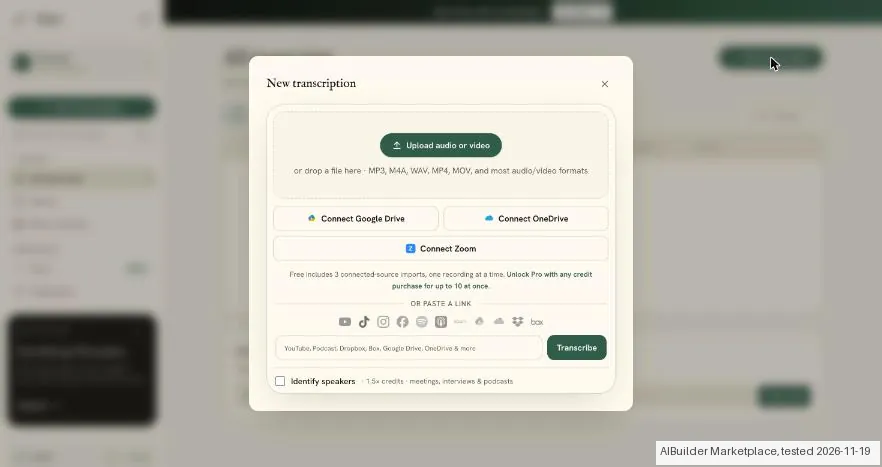 New transcription
Upload audio or video
or drop a file here · MP3, M4A, WAV, MP4, MOV, and most audio/video formats
Connect Google Drive
Connect OneDrive
Connect Zoom
Free includes 3 connected-source imports, one recording at a time. Unlock Pro with any credit
purchase for up to 10 at once.
OR PASTE A LINK
box
YouTube, Podcast, Dropbox, Box, Google Drive, OneDrive & more
Transcribe
Identify speakers · 1.5x credits · meetings, interviews & podcasts
AIBuilder Marketplace, tested 2026-11-19